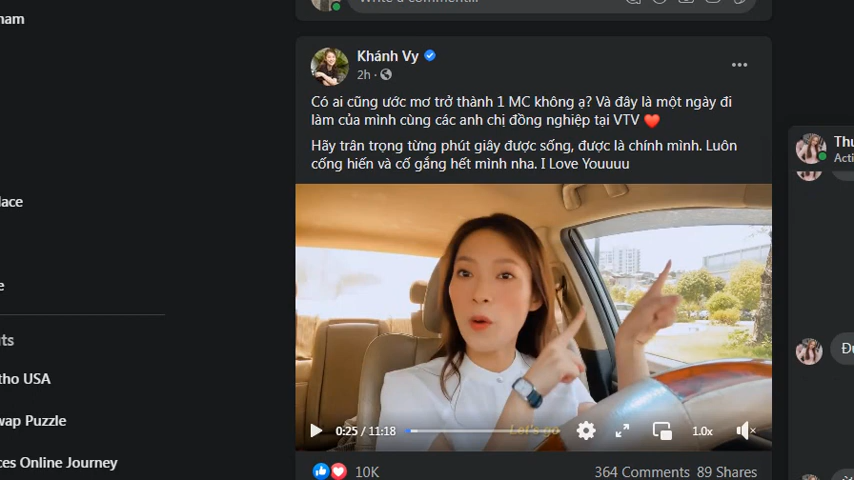 Write a comment...
nam
Khánh Vy
2h
Có ai cũng ước mơ trở thành 1 MC không ạ? Và đây là một ngày đi
làm của mình cùng các anh chị đồng nghiệp tại VTV
Hãy trân trọng từng phút giây được sống, được là chính mình. Luôn
cống hiến và cố gắng hết mình nha. I Love Youuuu
Thu
Acti
lace
e
ts
tho USA
wap Puzzle
ces Online Journey
Let's go
0:25 / 11:18
1.0x
10K
364 Comments 89 Shares